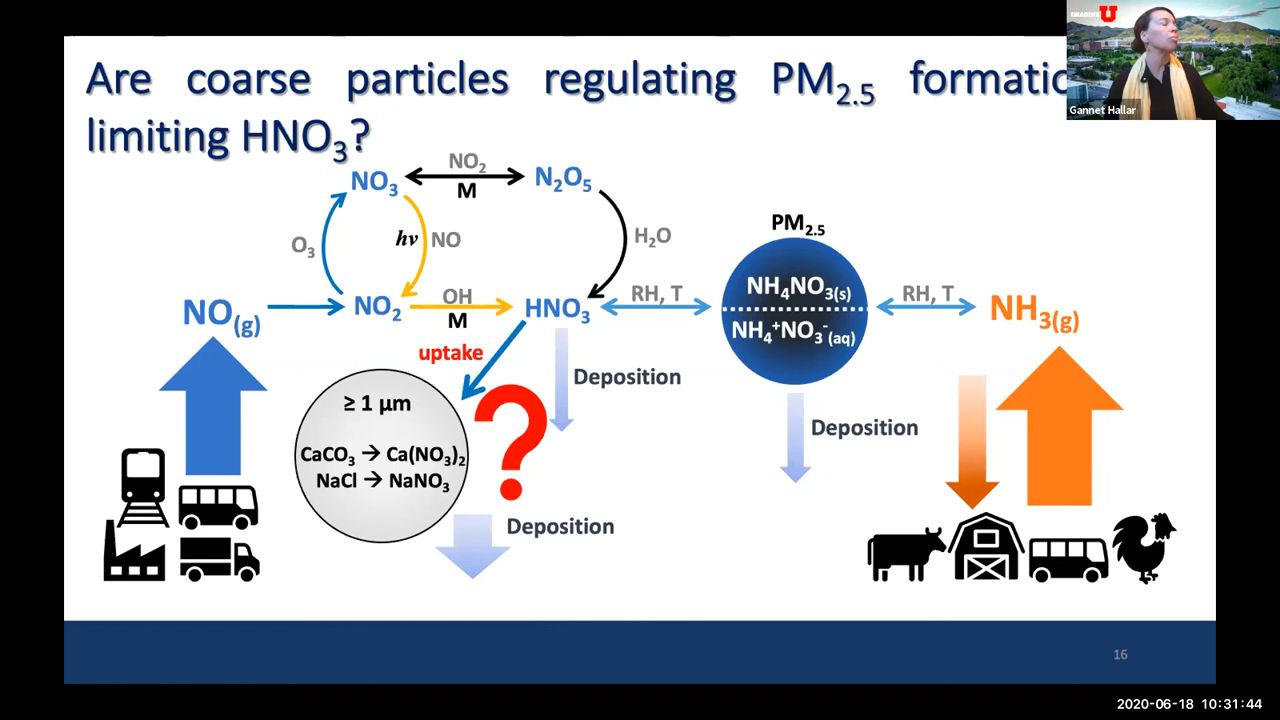 Are coarse particles regulating PM2.5
limiting HNO3?
IMAGINE U
Gannet Hallar
NO3
NO2
M
N2O5
O3
hν
NO
H2O
PM2.5
NO(g)
NO2
OH
M
HNO3
RH, T
NH4NO3(s)
NH4+NO3-(aq)
RH, T
NH3(g)
uptake
Deposition
≥ 1 µm
CaCO3 → Ca(NO3)2
NaCl → NaNO3
?
Deposition
Deposition
16
2020-06-18 10:31:44